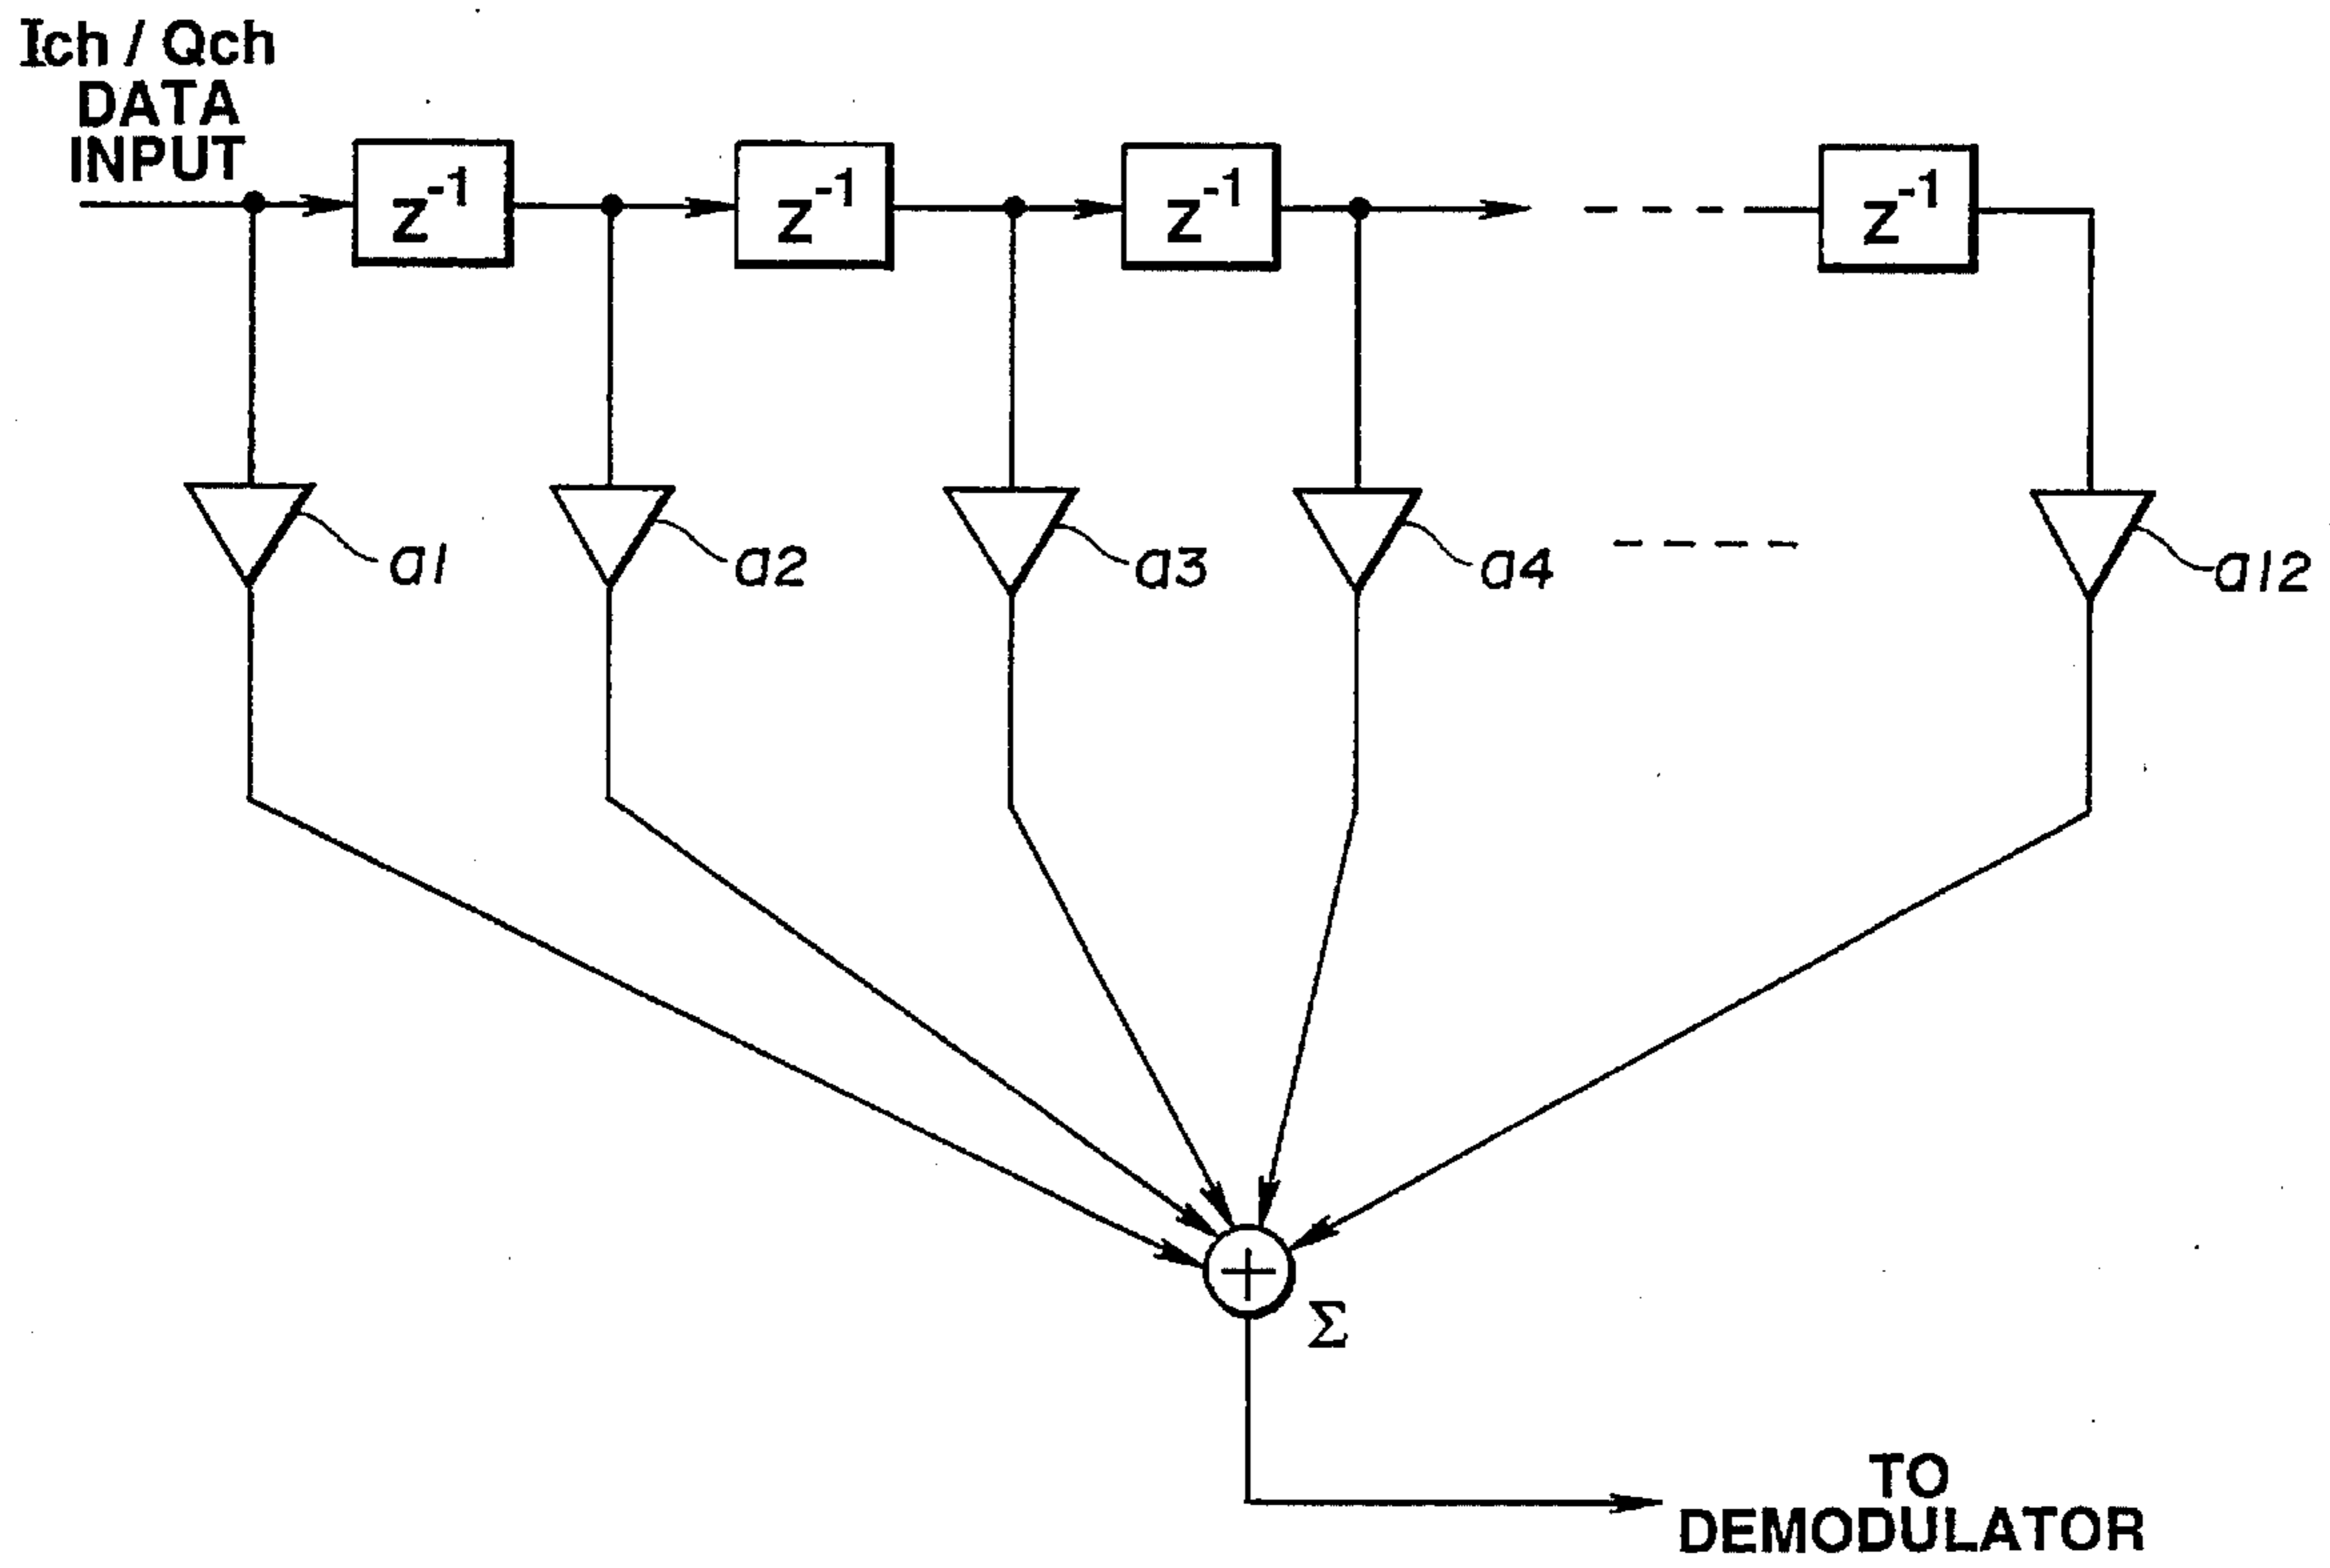 Ich / Qch
DATA
INPUT
z⁻¹ z⁻¹ z⁻¹ z⁻¹
a1 a2 a3 a4 a12
+
Σ
TO
DEMODULATOR